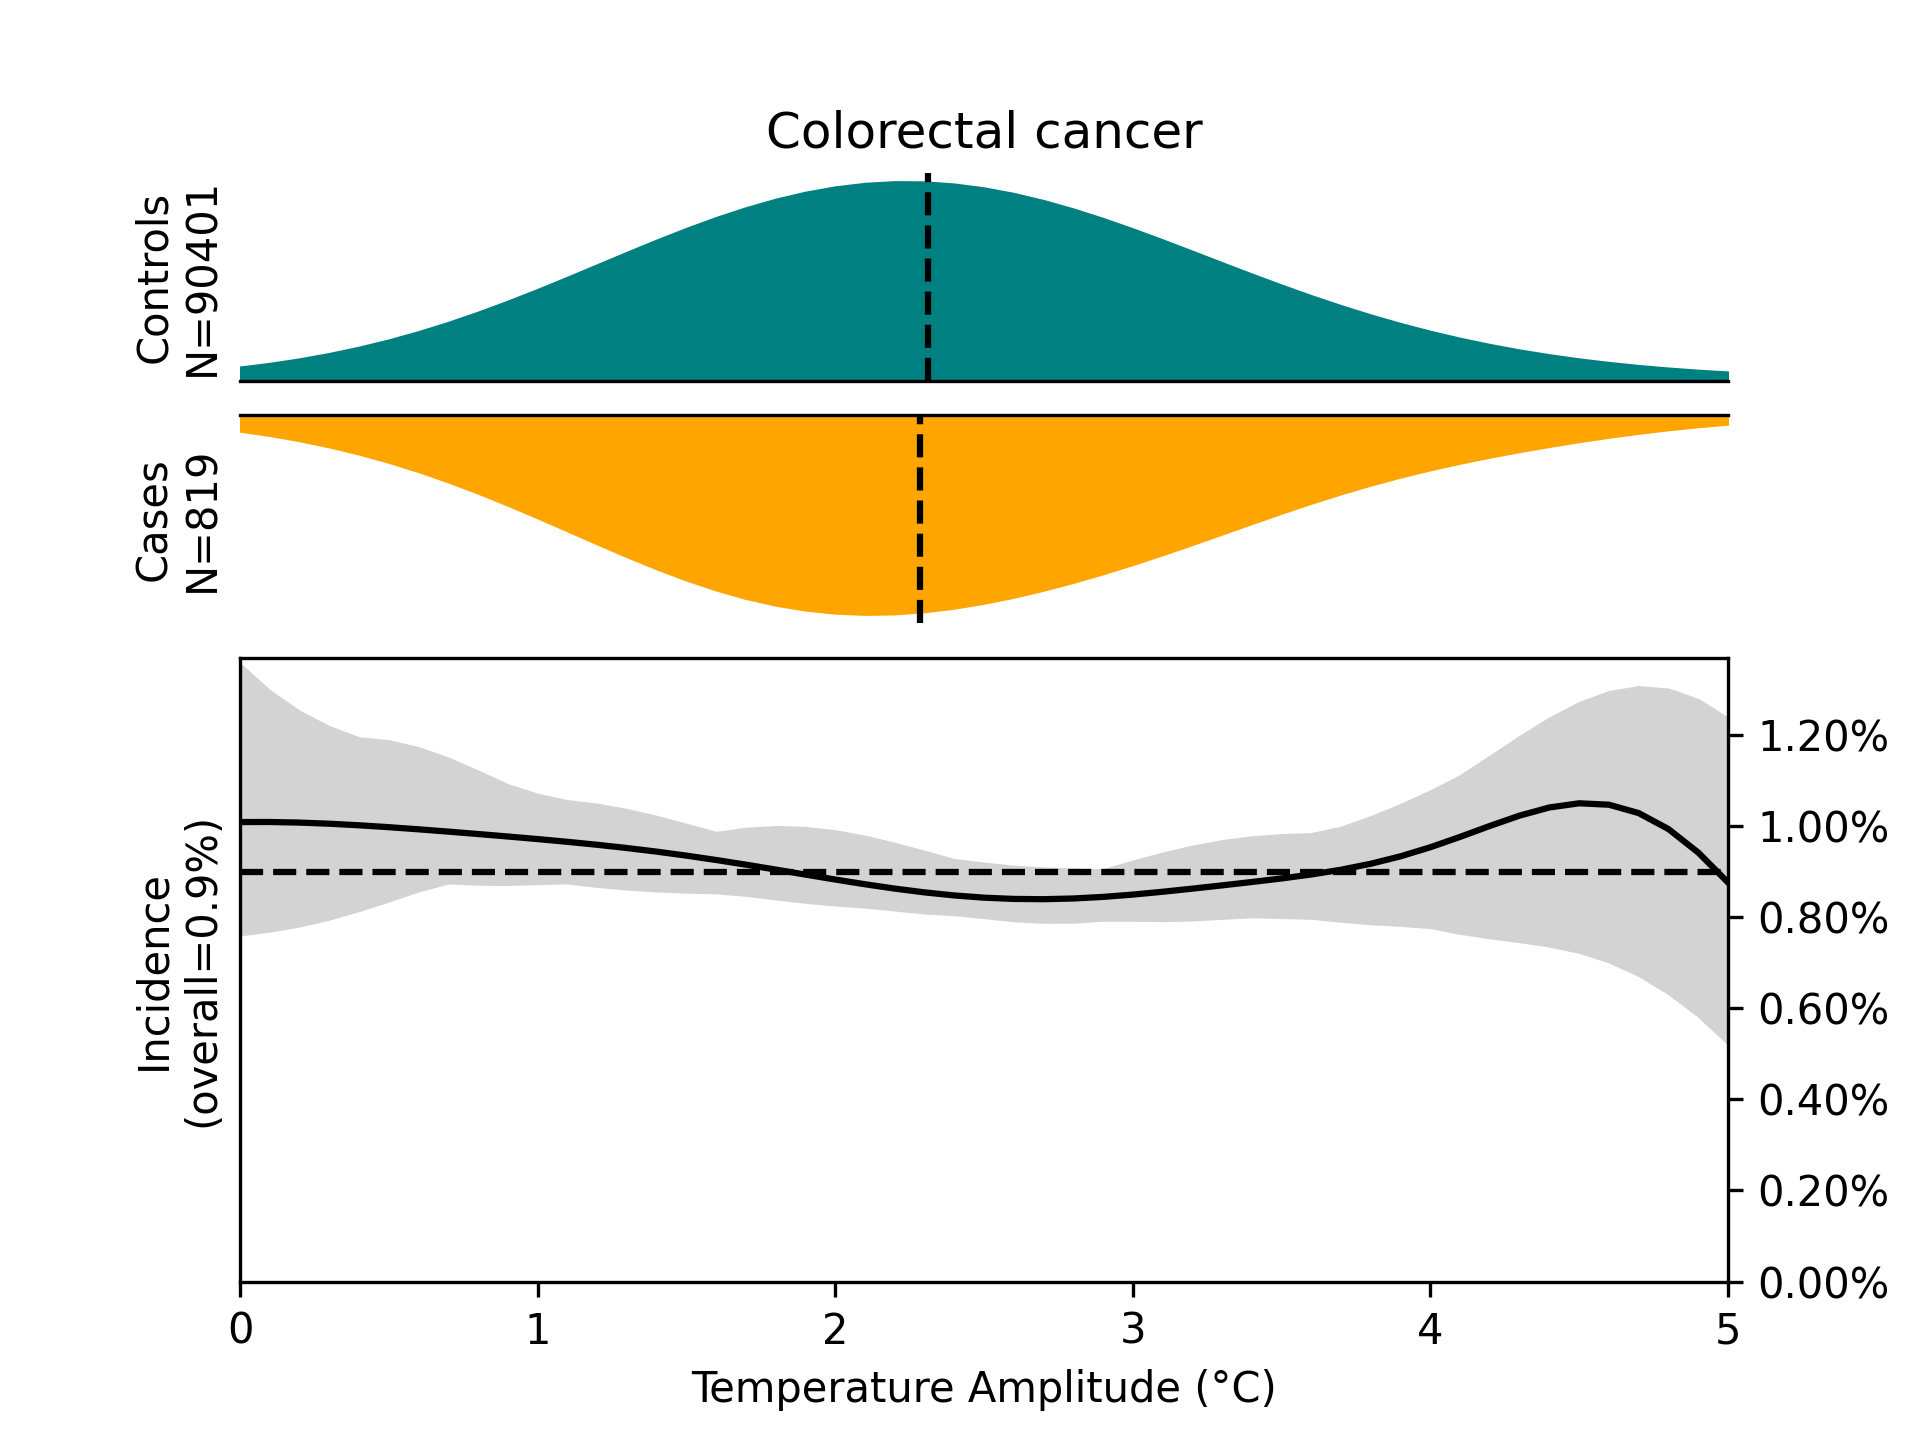 Colorectal cancer
Controls
N=90401
Cases
N=819
Incidence
(overall=0.9%)
1.20%
1.00%
0.80%
0.60%
0.40%
0.20%
0.00%
0 1 2 3 4 5
Temperature Amplitude (°C)